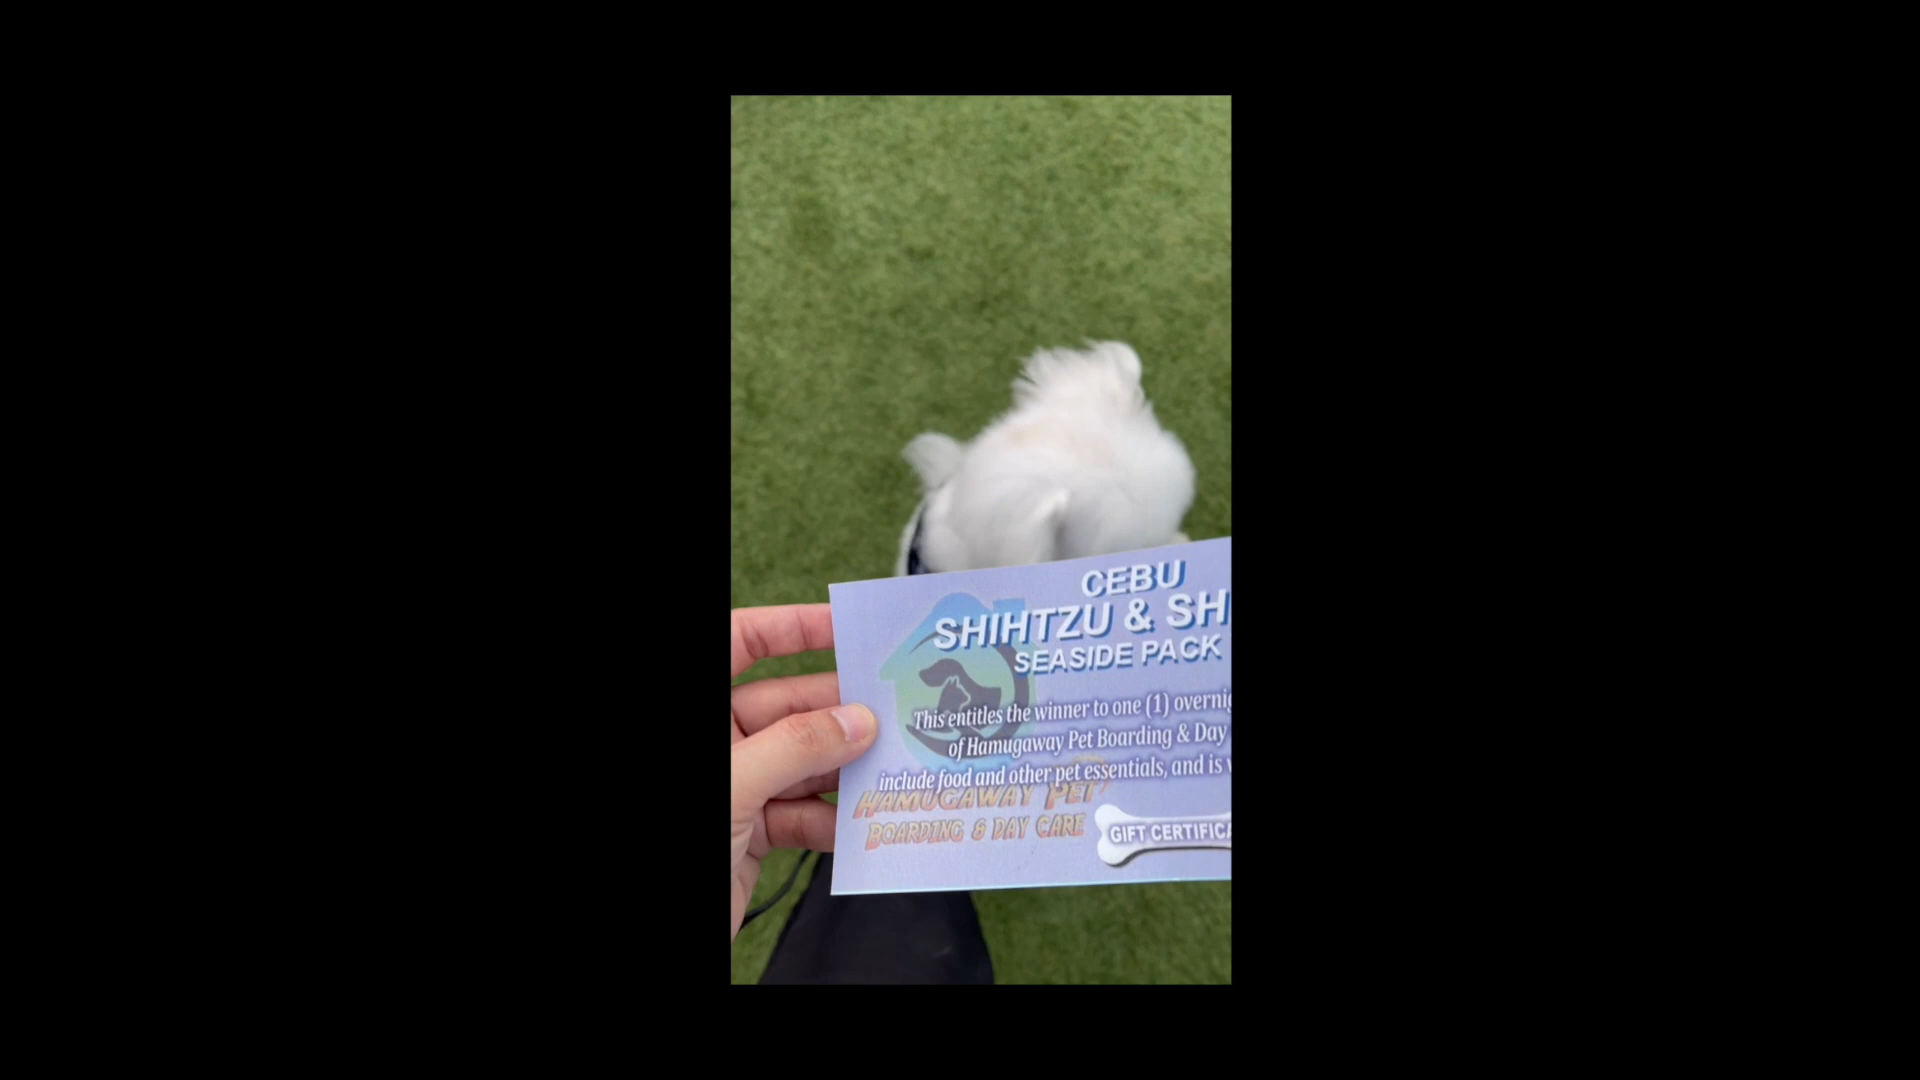 CEBU
SHIHTZU & SH
SEASIDE PACK
This entitles the winner to one (1) overnig
of Hamugaway Pet Boarding & Day
include food and other pet essentials, and is
HAMUGAWAY PET
BOARDING & DAY CARE
GIFT CERTIFICA